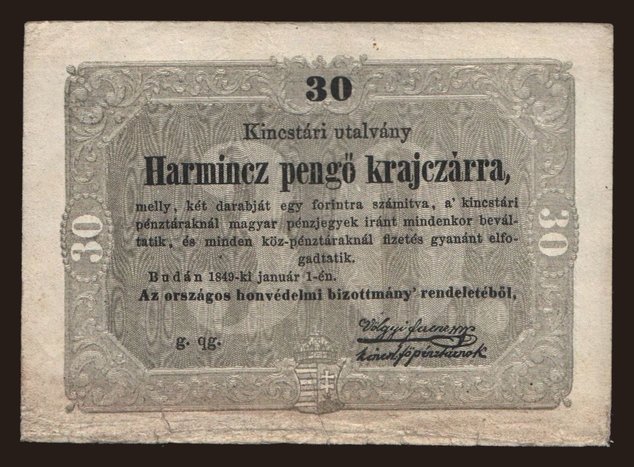 30
Kincstári utalvány
Harmincz pengő krajczárra,
melly, két darabját egy forintra számitva, a' kincstári
pénztáraknál magyar pénzjegyek iránt mindenkor bevál-
tatik, és minden köz-pénztáraknál fizetés gyanánt elfo-
gadtatik.
Budán 1849-ki január 1-én.
Az országos honvédelmi bizottmány' rendeletéből,
g. qg.
30
30